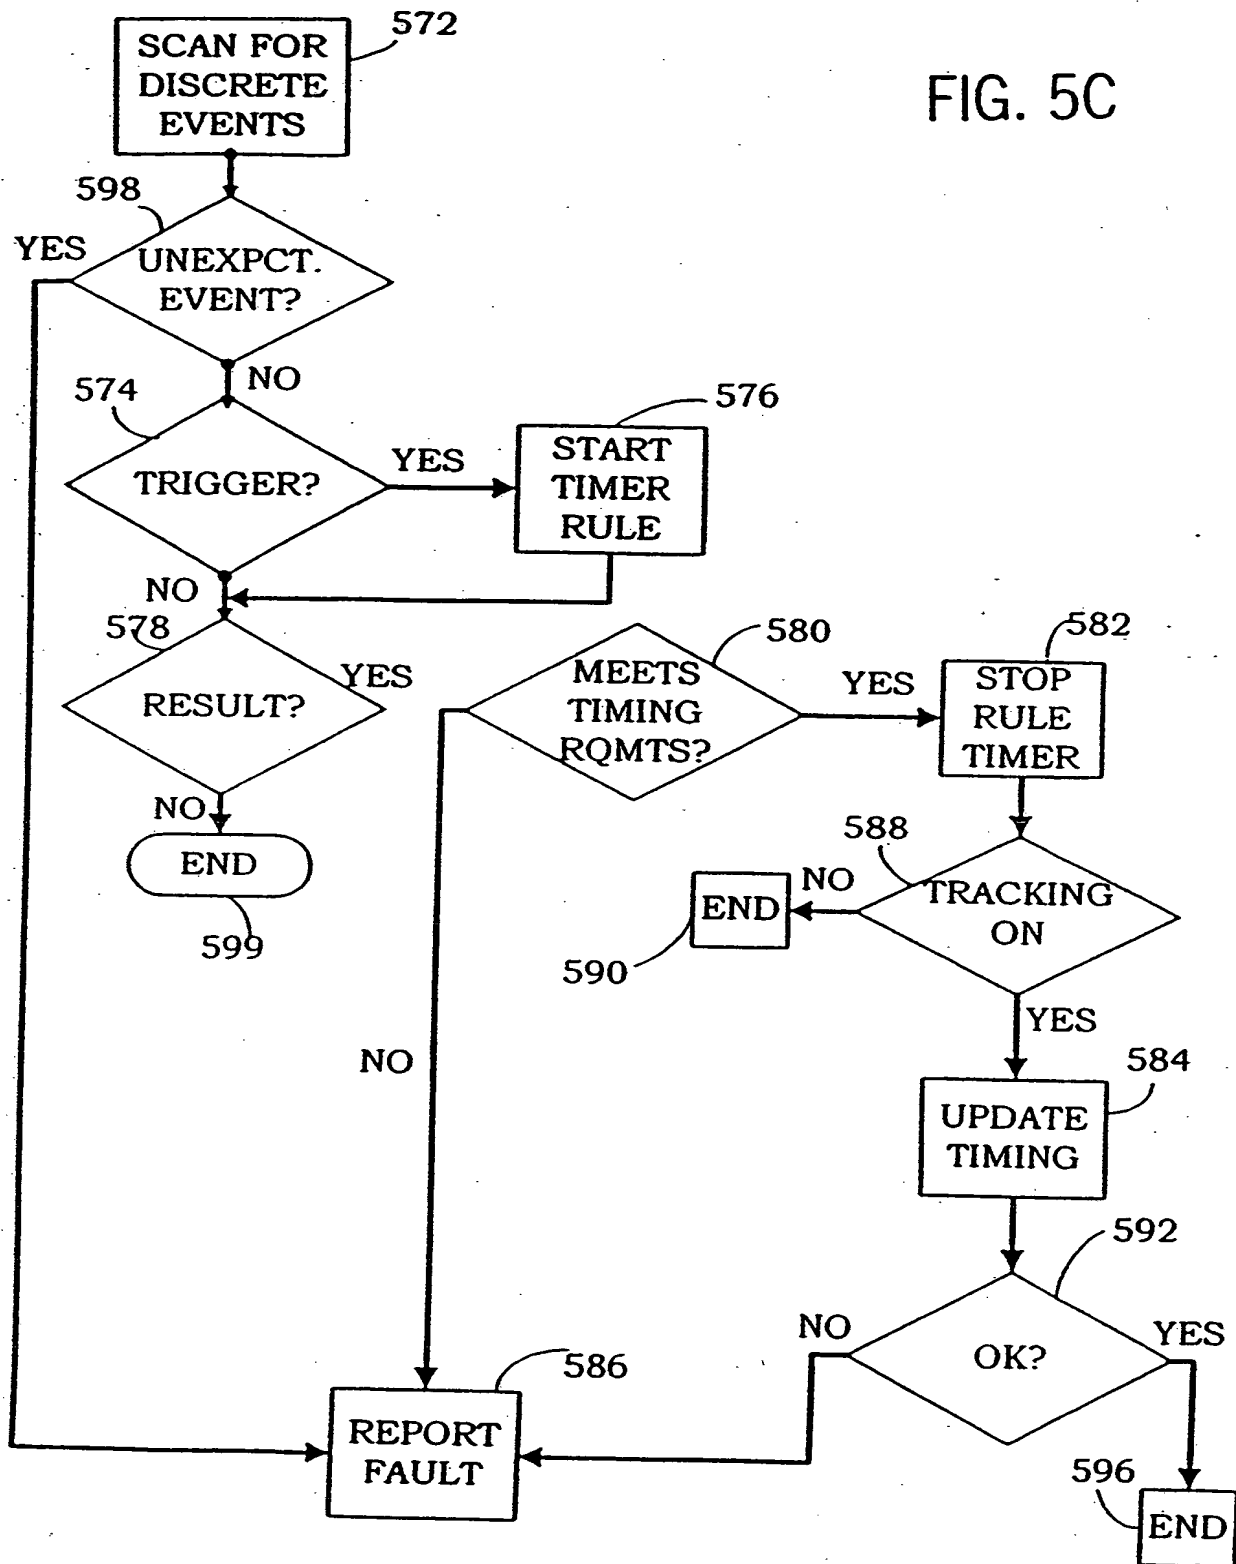 572
SCAN FOR
DISCRETE
EVENTS
FIG. 5C
598
YES
UNEXPCT.
EVENT?
NO
574
576
TRIGGER?
YES
START
TIMER
RULE
NO
578
RESULT?
YES
580
MEETS
TIMING
RQMTS?
YES
582
STOP
RULE
TIMER
NO
END
599
588
TRACKING
ON
NO
END
590
YES
NO
584
UPDATE
TIMING
592
OK?
NO
YES
586
REPORT
FAULT
596
END